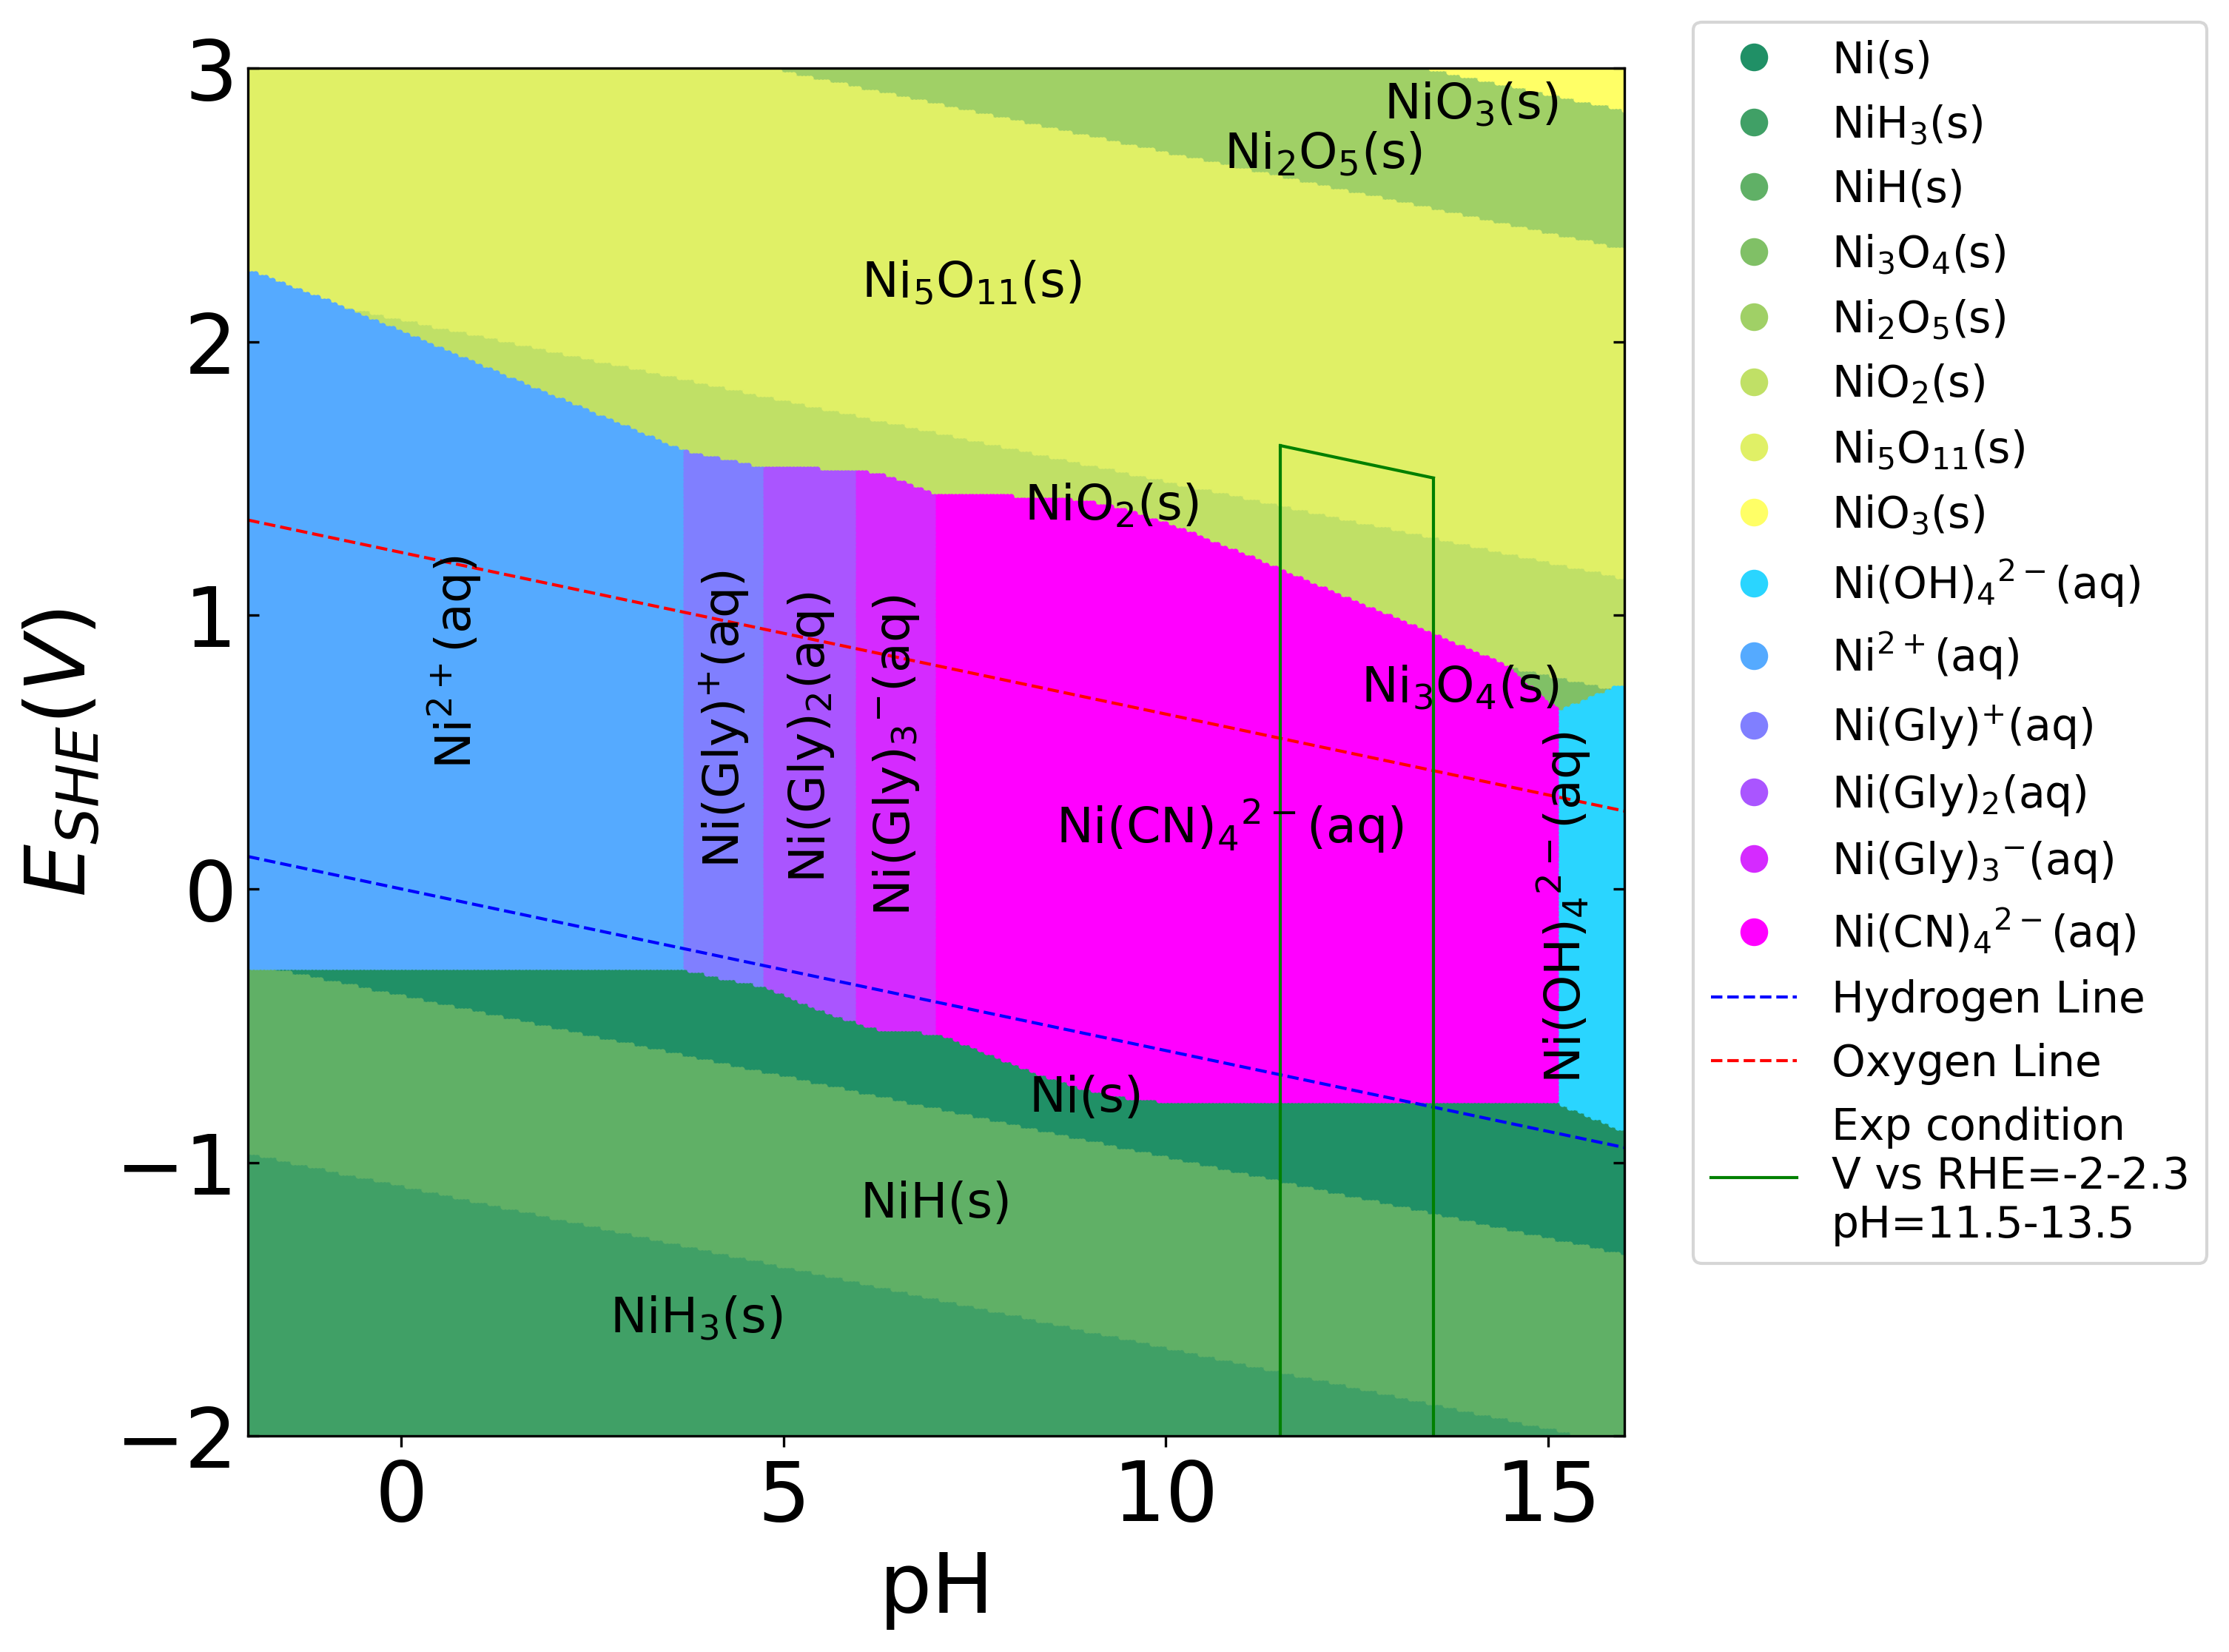 3
2
1
0
−1
−2
E_SHE(V)
0
5
10
15
pH
NiO₃(s)
Ni₂O₅(s)
Ni₅O₁₁(s)
NiO₂(s)
Ni₃O₄(s)
Ni²⁺(aq)
Ni(Gly)⁺(aq)
Ni(Gly)₂(aq)
Ni(Gly)₃⁻(aq)
Ni(CN)₄²⁻(aq)
Ni(OH)₄²⁻(aq)
Ni(s)
NiH(s)
NiH₃(s)
Ni(s)
NiH₃(s)
NiH(s)
Ni₃O₄(s)
Ni₂O₅(s)
NiO₂(s)
Ni₅O₁₁(s)
NiO₃(s)
Ni(OH)₄²⁻(aq)
Ni²⁺(aq)
Ni(Gly)⁺(aq)
Ni(Gly)₂(aq)
Ni(Gly)₃⁻(aq)
Ni(CN)₄²⁻(aq)
Hydrogen Line
Oxygen Line
Exp condition
V vs RHE=-2-2.3
pH=11.5-13.5